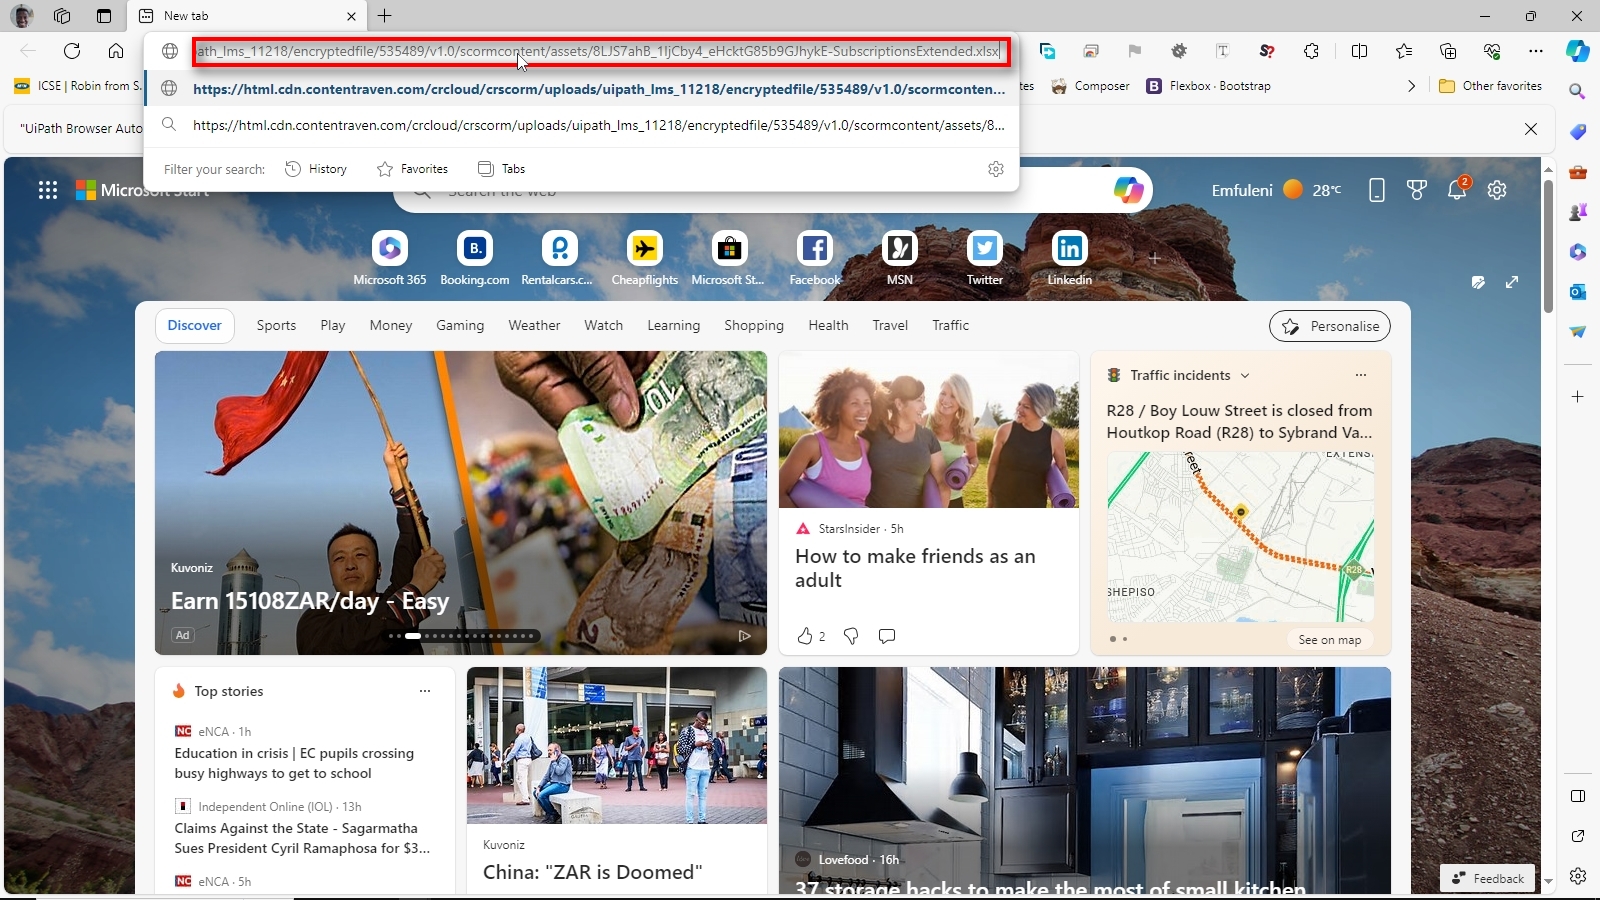 New tab
path_lms_11218/encryptedfile/535489/v1.0/scormcontent/assets/8LJS7ahB_1IjCby4_eHcktG85b9GJhykE-SubscriptionsExtended.xlsx
ICSE | Robin from S.
https://html.cdn.contentraven.com/crcloud/crscorm/uploads/uipath_lms_11218/encryptedfile/535489/v1.0/scormconten...
tes
Composer
B
Flexbox · Bootstrap
Other favorites
"UiPath Browser Auto
https://html.cdn.contentraven.com/crcloud/crscorm/uploads/uipath_lms_11218/encryptedfile/535489/v1.0/scormcontent/assets/8...
Filter your search:
History
Favorites
Tabs
Microsoft Start
Search the web
Emfuleni
28°C
2
Microsoft 365
Booking.com
Rentalcars.c...
Cheapflights
Microsoft St...
Facebook
MSN
Twitter
Linkedin
Discover
Sports
Play
Money
Gaming
Weather
Watch
Learning
Shopping
Health
Travel
Traffic
Personalise
Kuvoniz
Earn 15108ZAR/day - Easy
Ad
StarsInsider · 5h
How to make friends as an
adult
2
Traffic incidents
R28 / Boy Louw Street is closed from
Houtkop Road (R28) to Sybrand Va...
reet
EXTENS
R28
SHEPISO
See on map
Top stories
eNCA · 1h
Education in crisis | EC pupils crossing
busy highways to get to school
Independent Online (IOL) · 13h
Claims Against the State - Sagarmatha
Sues President Cyril Ramaphosa for $3...
eNCA · 5h
Kuvoniz
China: "ZAR is Doomed"
Lovefood · 16h
37 storage hacks to make the most of small kitchen
Feedback